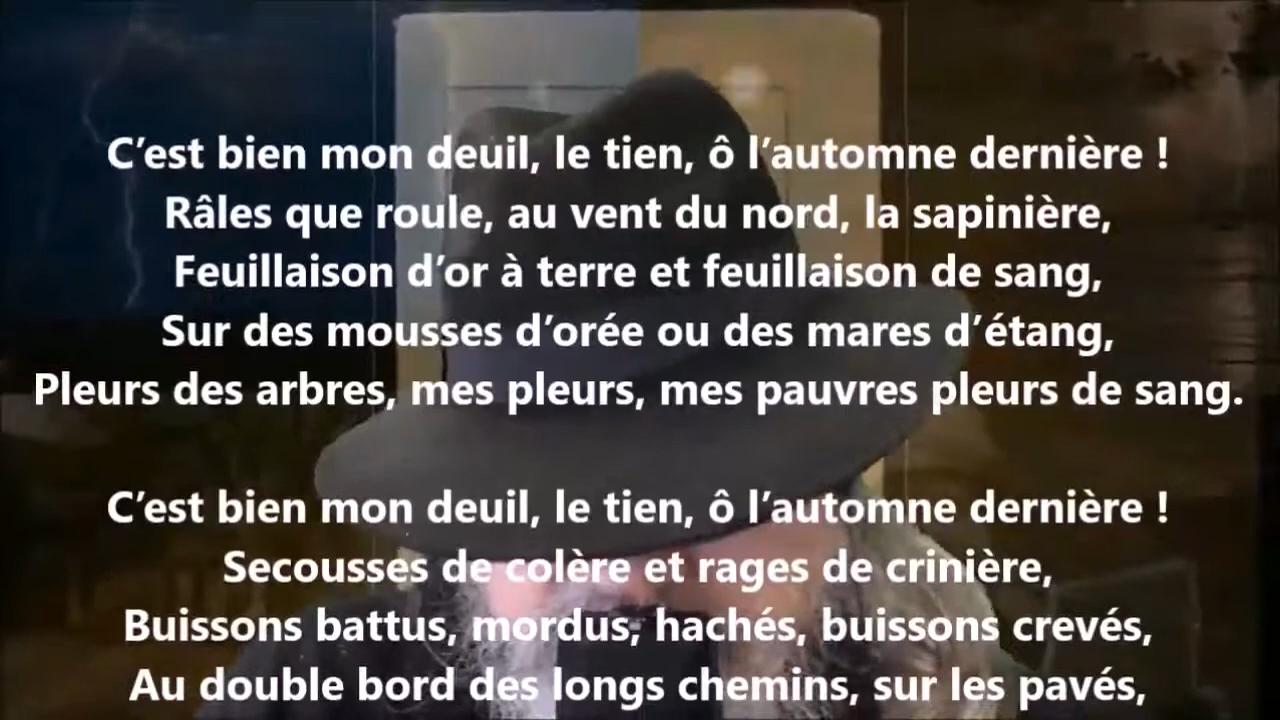 C’est bien mon deuil, le tien, ô l’automne dernière !
Râles que roule, au vent du nord, la sapinière,
Feuillaison d’or à terre et feuillaison de sang,
Sur des mousses d’orée ou des mares d’étang,
Pleurs des arbres, mes pleurs, mes pauvres pleurs de sang.
C’est bien mon deuil, le tien, ô l’automne dernière !
Secousses de colère et rages de crinière,
Buissons battus, mordus, hachés, buissons crevés,
Au double bord des longs chemins, sur les pavés,